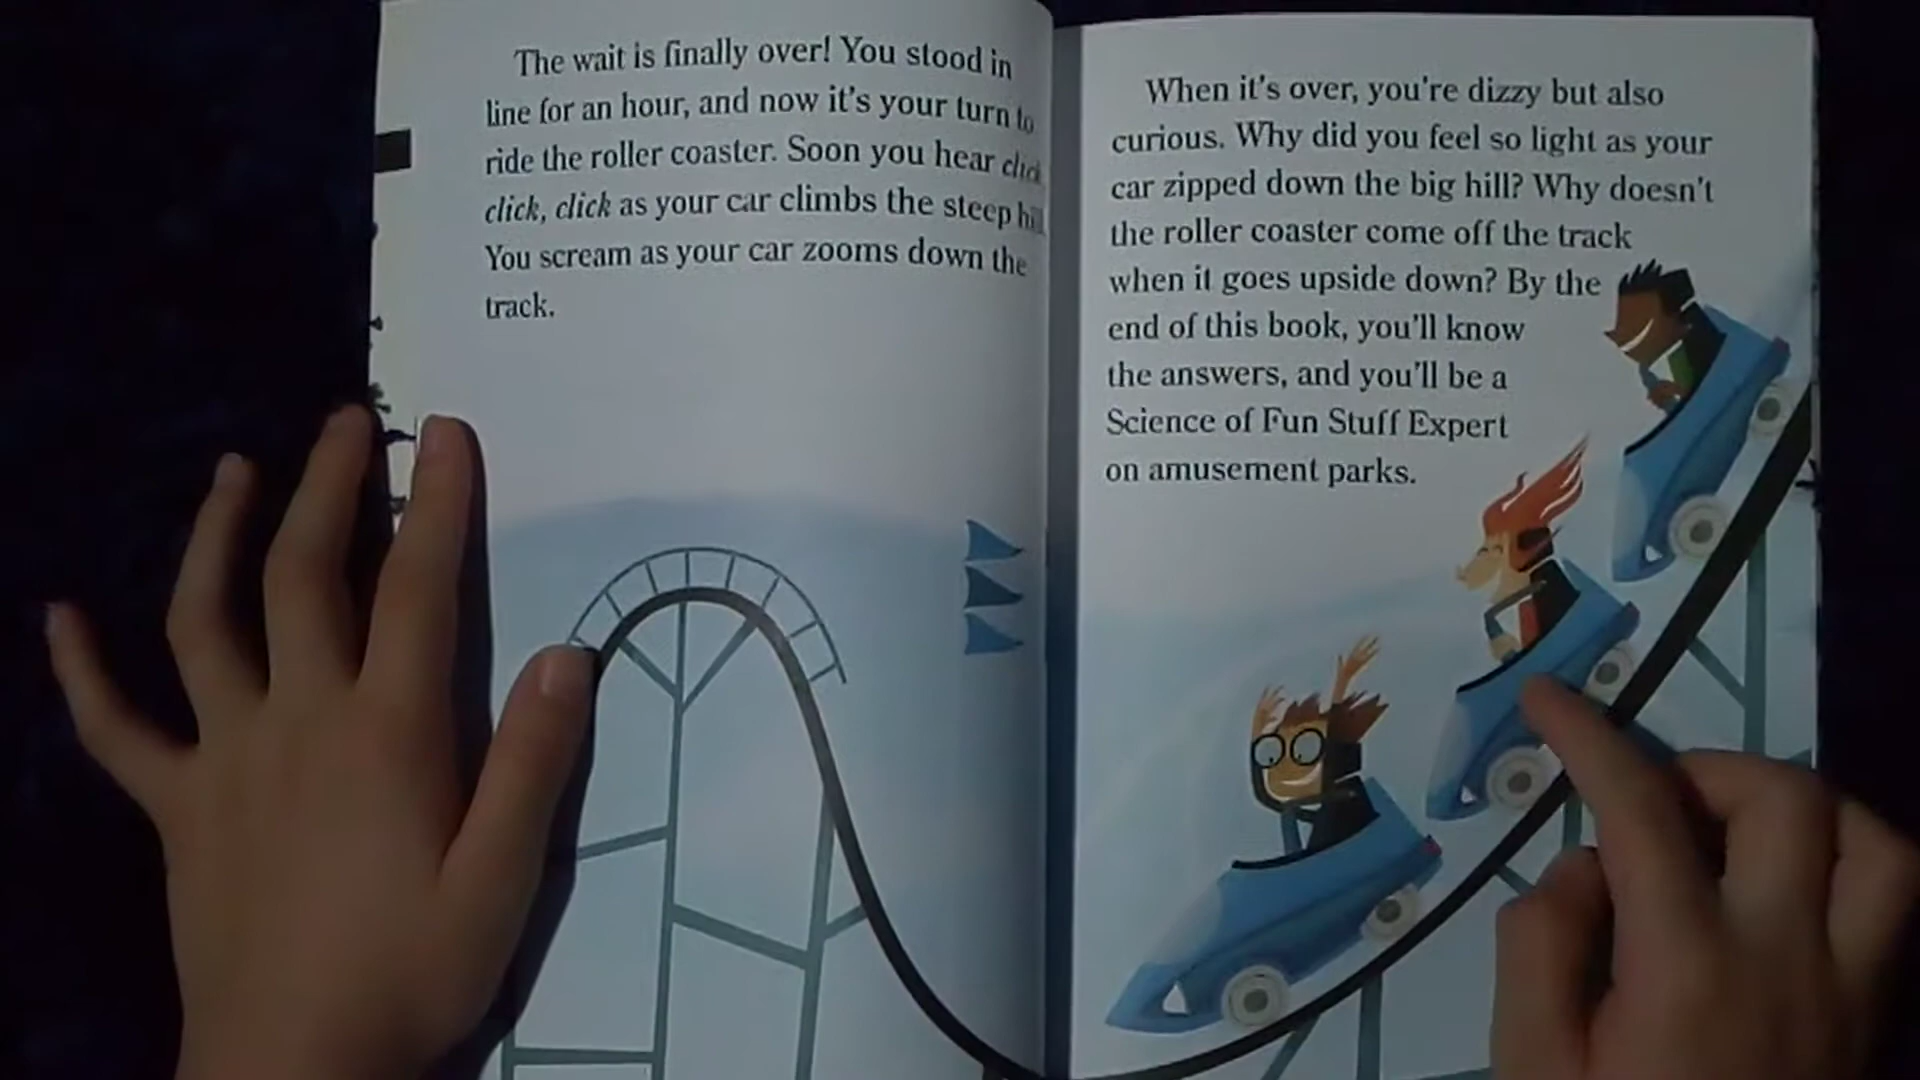 The wait is finally over! You stood in
line for an hour, and now it's your turn to
ride the roller coaster. Soon you hear click
click, click as your car climbs the steep hill
You scream as your car zooms down the
track.
When it's over, you're dizzy but also
curious. Why did you feel so light as your
car zipped down the big hill? Why doesn't
the roller coaster come off the track
when it goes upside down? By the
end of this book, you'll know
the answers, and you'll be a
Science of Fun Stuff Expert
on amusement parks.